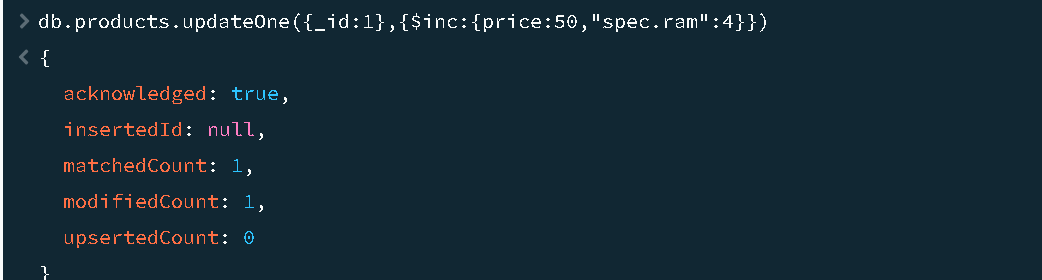 > db.products.updateOne({_id:1},{$inc:{price:50,"spec.ram":4}})
< {
acknowledged: true,
insertedId: null,
matchedCount: 1,
modifiedCount: 1,
upsertedCount: 0
}